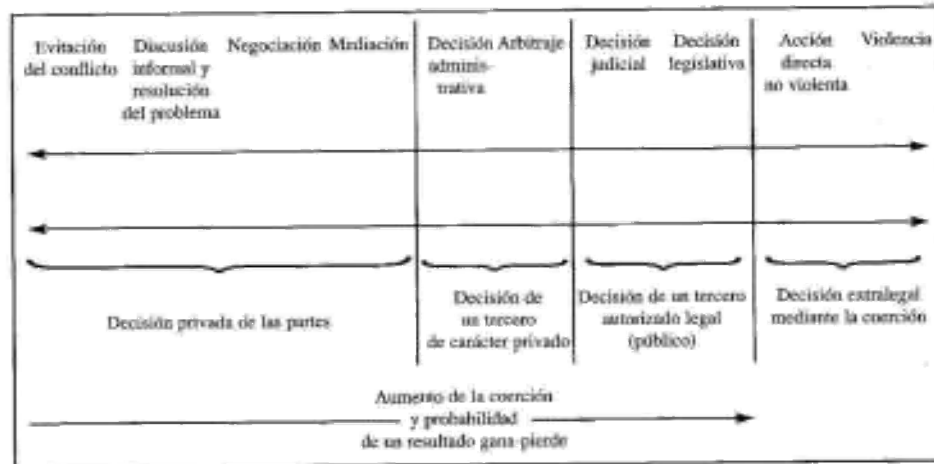 Evitación
del conflicto
Discusión
informal y
resolución
del problema
Negociación
Mediación
Decisión
adminis-
trativa
Arbitraje
Decisión
judicial
Decisión
legislativa
Acción
directa
no violenta
Violencia
Decisión privada de las partes
Decisión de
un tercero
de carácter privado
Decisión de un tercero
autorizado legal
(público)
Decisión extralegal
mediante la coerción
Aumento de la coerción
y probabilidad
de un resultado gana-pierde